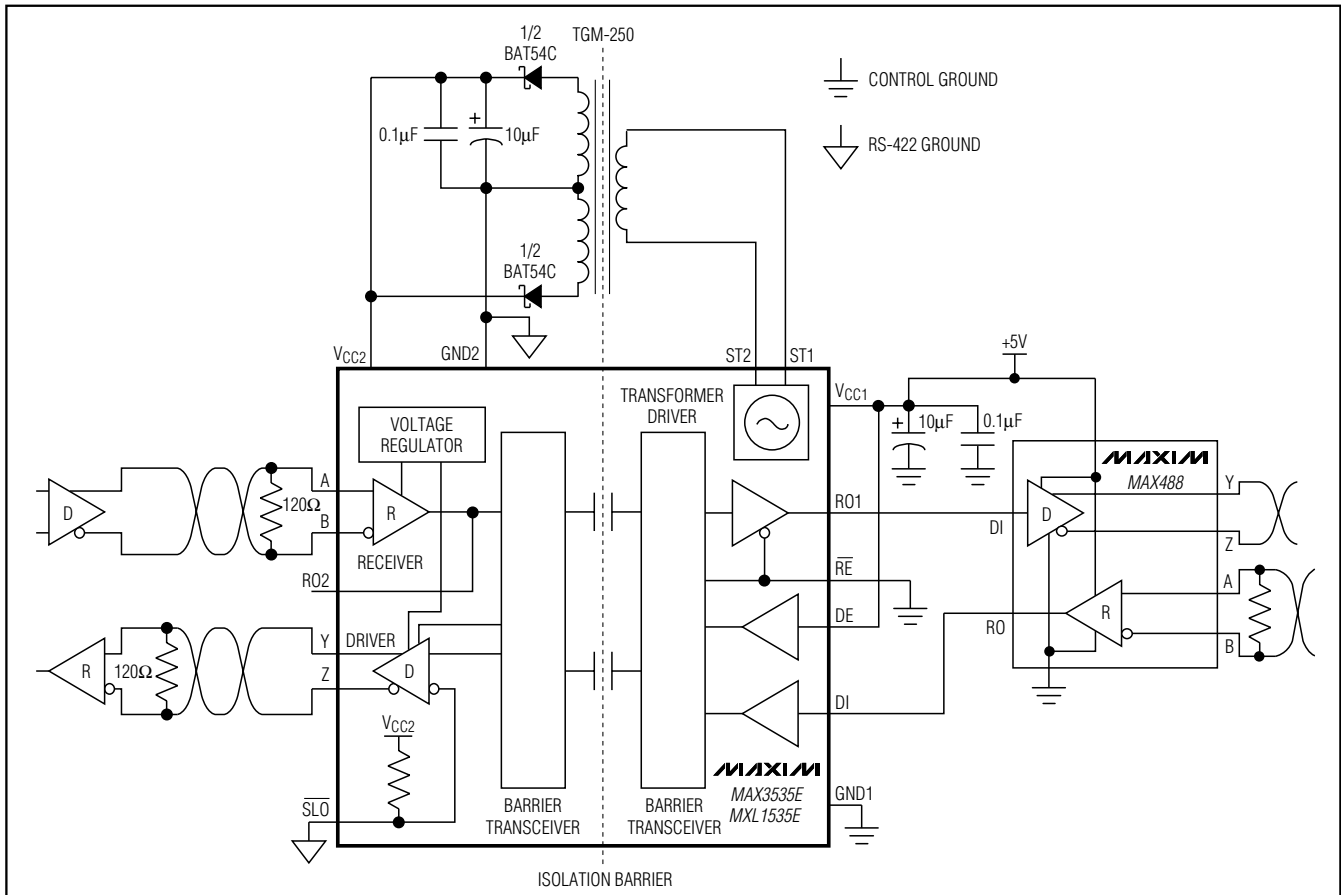 1/2
BAT54C
TGM-250
CONTROL GROUND
0.1µF
10µF
+
RS-422 GROUND
1/2
BAT54C
VCC2
GND2
ST2
ST1
+5V
VOLTAGE
REGULATOR
TRANSFORMER
DRIVER
VCC1
+
10µF
0.1µF
MAXIM
MAX488
D
120Ω
A
B
R
RECEIVER
RO1
DI
D
Y
Z
RO2
RE
DE
A
R
RO
B
R
120Ω
Y
DRIVER
Z
D
DI
VCC2
MAXIM
MAX3535E
MXL1535E
SLO
BARRIER
TRANSCEIVER
BARRIER
TRANSCEIVER
GND1
ISOLATION BARRIER